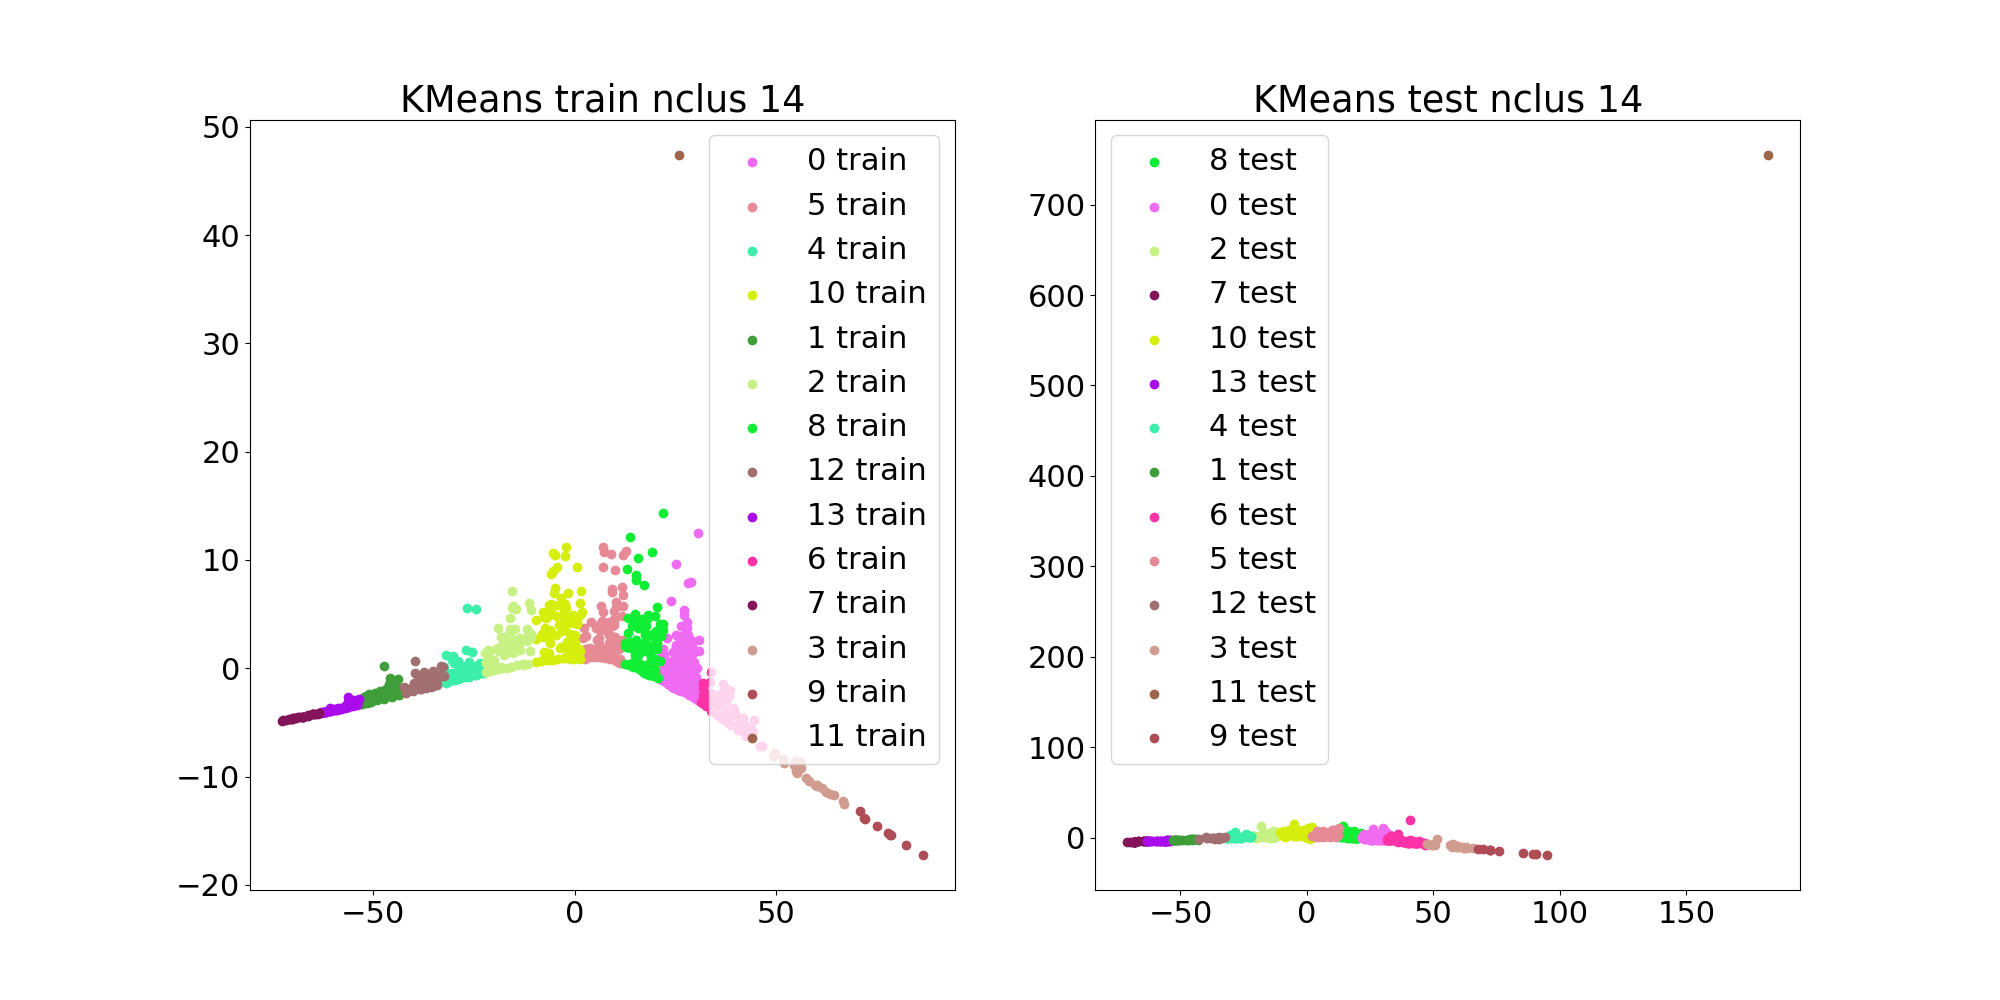 KMeans train nclus 14
50
40
30
20
10
0
−10
−20
−50
0
50
0 train
5 train
4 train
10 train
1 train
2 train
8 train
12 train
13 train
6 train
7 train
3 train
9 train
11 train
KMeans test nclus 14
700
600
500
400
300
200
100
0
−50
0
50
100
150
8 test
0 test
2 test
7 test
10 test
13 test
4 test
1 test
6 test
5 test
12 test
3 test
11 test
9 test